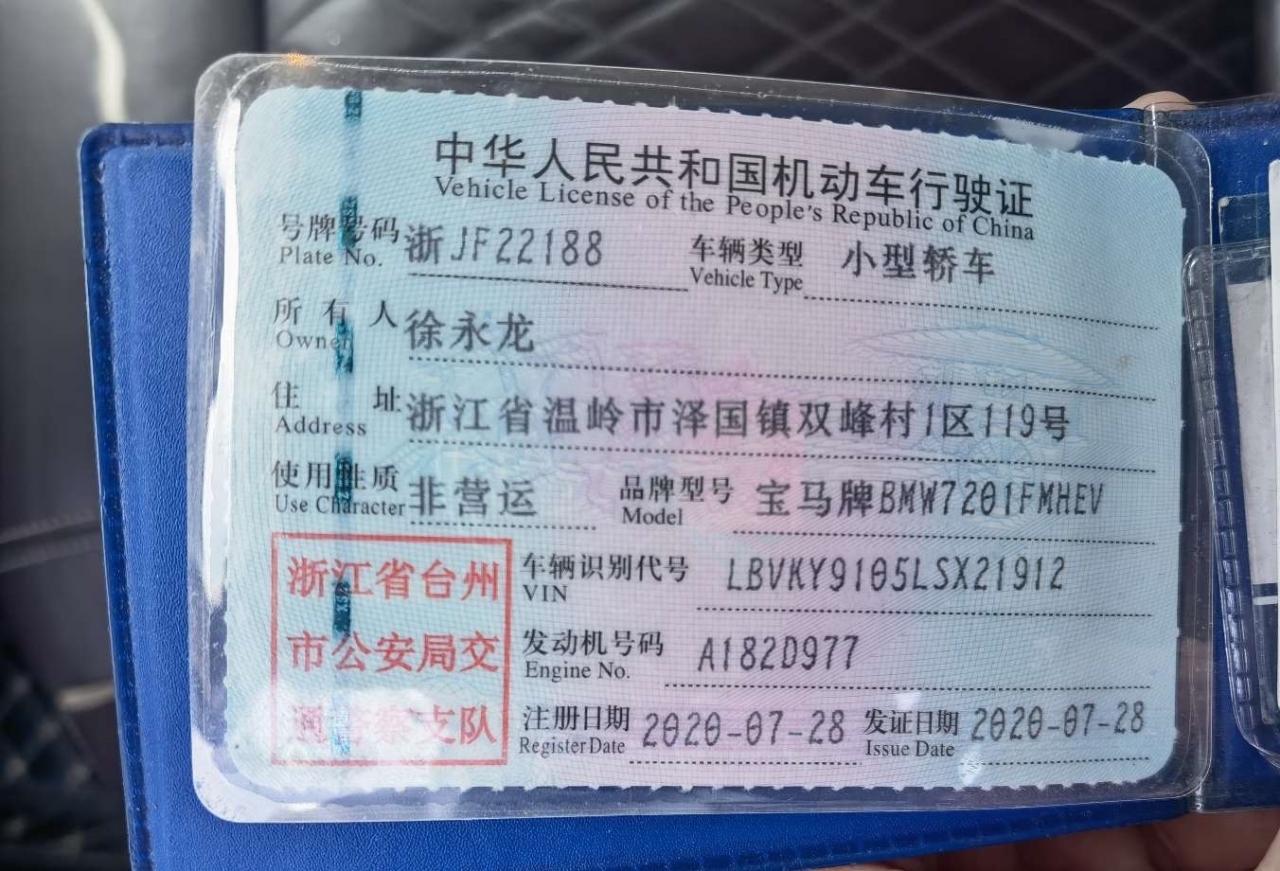 中华人民共和国机动车行驶证
Vehicle License of the People's Republic of China
号牌号码 浙JF22188 车辆类型 小型轿车
Plate No. Vehicle Type
所有人 徐永龙
Owner
住址 浙江省温岭市泽国镇双峰村1区119号
Address
使用性质 非营运 品牌型号 宝马牌BMW7201FMHEV
Use Character Model
浙江省台州 车辆识别代号 LBVKY9105LSX21912
VIN
市公安局交 发动机号码 A182D977
Engine No.
通警察支队 注册日期 2020-07-28 发证日期 2020-07-28
Register Date Issue Date